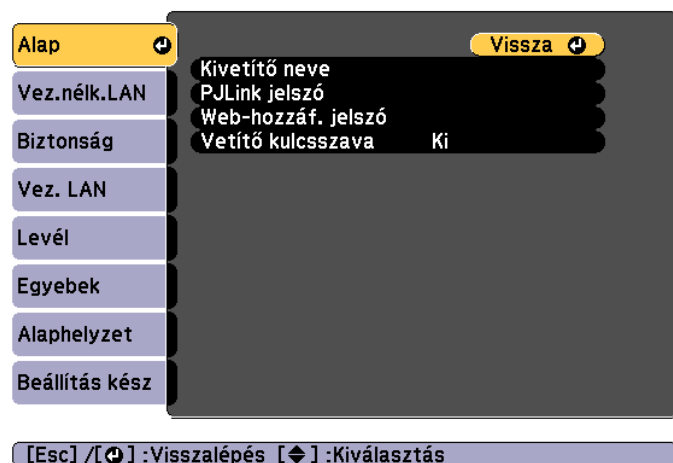 Alap
Vissza
Kivetítő neve
PJLink jelszó
Web-hozzáf. jelszó
Vetítő kulcsszava Ki
Vez.nélk.LAN
Biztonság
Vez. LAN
Levél
Egyebek
Alaphelyzet
Beállítás kész
[Esc] /[⏎] :Visszalépés [◆] :Kiválasztás